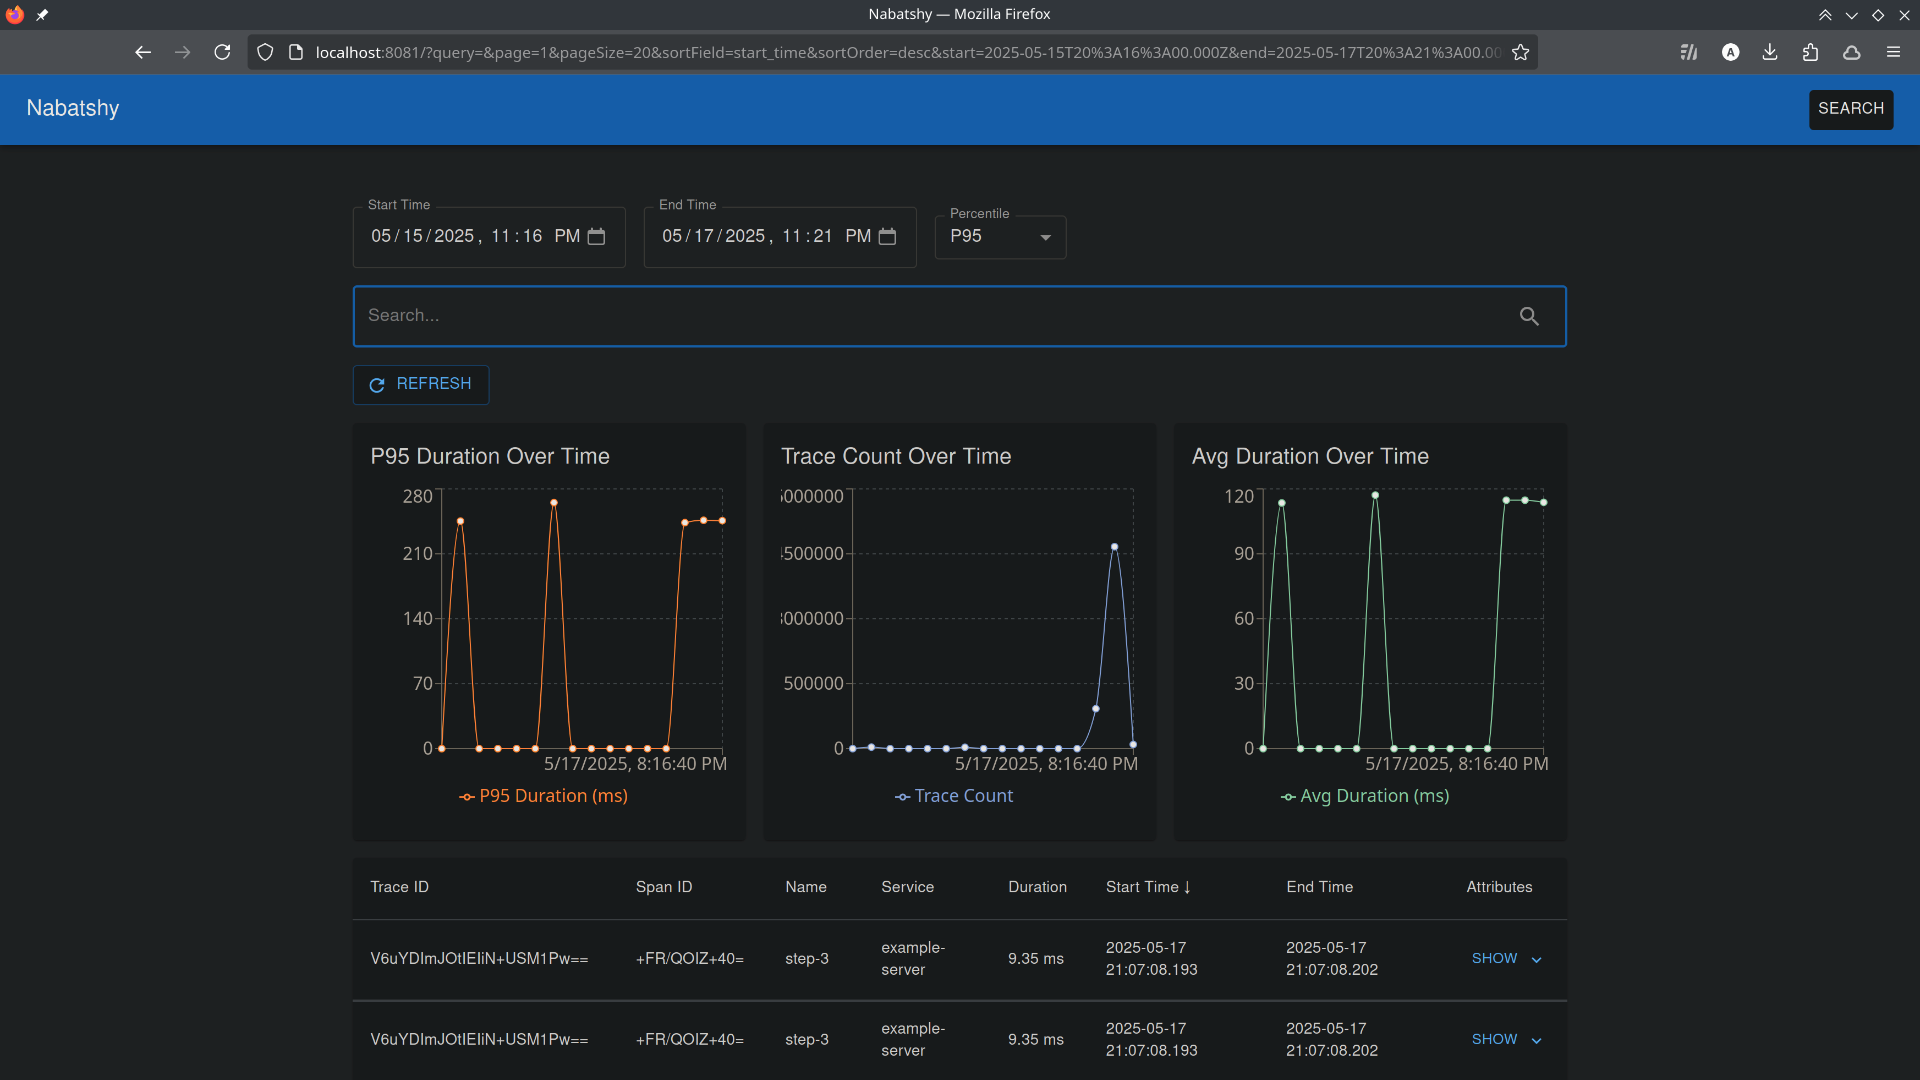 Nabatshy — Mozilla Firefox
localhost:8081/?query=&page=1&pageSize=20&sortField=start_time&sortOrder=desc&start=2025-05-15T20%3A16%3A00.000Z&end=2025-05-17T20%3A21%3A00.00
Nabatshy
SEARCH
Start Time
End Time
Percentile
05/15/2025, 11:16 PM
05/17/2025, 11:21 PM
P95
Search...
REFRESH
P95 Duration Over Time
280
210
140
70
0
5/17/2025, 8:16:40 PM
P95 Duration (ms)
Trace Count Over Time
000000
500000
000000
500000
0
5/17/2025, 8:16:40 PM
Trace Count
Avg Duration Over Time
120
90
60
30
0
5/17/2025, 8:16:40 PM
Avg Duration (ms)
Trace ID Span ID Name Service Duration Start Time ↓ End Time Attributes
V6uYDImJOtIEIiN+USM1Pw== +FR/QOIZ+40= step-3 example-server 9.35 ms 2025-05-17 21:07:08.193 2025-05-17 21:07:08.202 SHOW
V6uYDImJOtIEIiN+USM1Pw== +FR/QOIZ+40= step-3 example-server 9.35 ms 2025-05-17 21:07:08.193 2025-05-17 21:07:08.202 SHOW